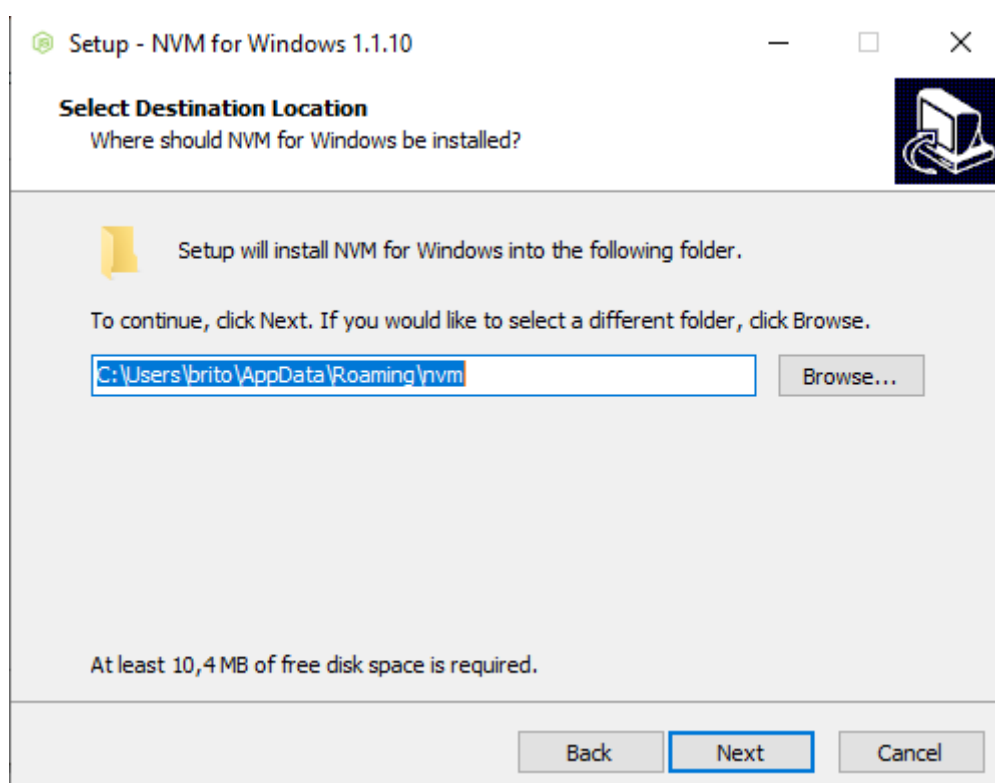 Setup - NVM for Windows 1.1.10
Select Destination Location
Where should NVM for Windows be installed?
Setup will install NVM for Windows into the following folder.
To continue, click Next. If you would like to select a different folder, click Browse.
C:\Users\brito\AppData\Roaming\nvm
Browse...
At least 10,4 MB of free disk space is required.
Back
Next
Cancel